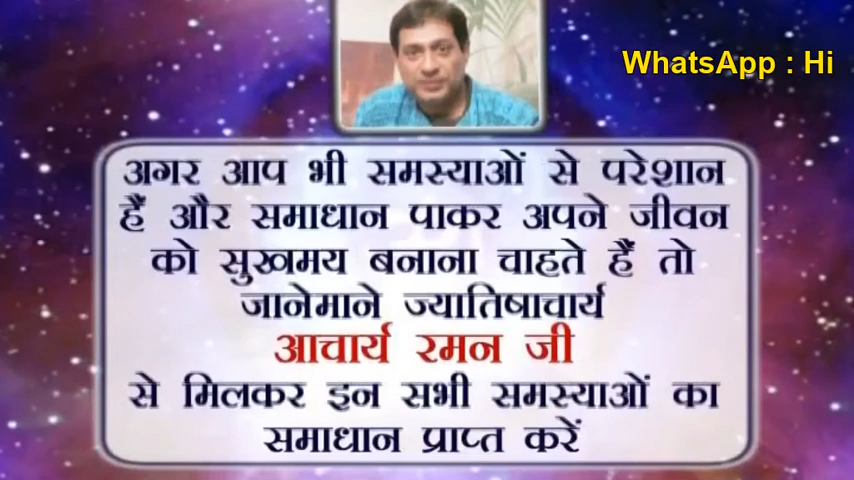 WhatsApp : Hi
अगर आप भी समस्याओं से परेशान
हैं और समाधान पाकर अपने जीवन
को सुखमय बनाना चाहते हैं तो
जानेमाने ज्यातिषाचार्य
आचार्य रमन जी
से मिलकर इन सभी समस्याओं का
समाधान प्राप्त करें